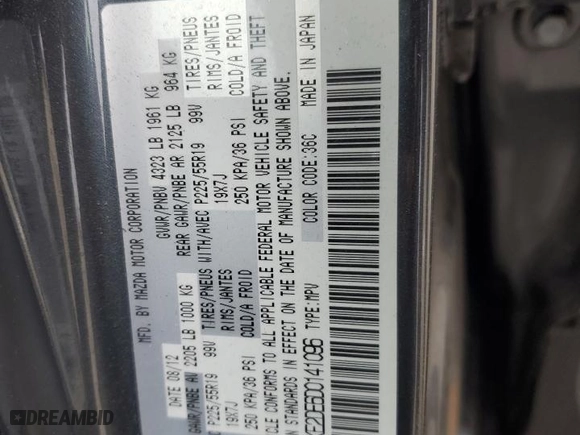 MFD. BY MAZDA MOTOR CORPORATION
DATE 08/12 GVWR/PNBV 4323 LB 1961 KG
GAWR/PNBE AV 2205 LB 1000 KG REAR GAWR/PNBE AR 2125 LB 964 KG
P225/55R19 99V TIRES/PNEUS WITH/AVEC P225/55R19 99V TIRES/PNEUS
19X7J RIMS/JANTES 19X7J RIMS/JANTES
250 KPA/36 PSI COLD/A FROID 250 KPA/36 PSI COLD/A FROID
CLE CONFORMS TO ALL APPLICABLE FEDERAL MOTOR VEHICLE SAFETY AND THEFT
ON STANDARDS IN EFFECT ON THE DATE OF MANUFACTURE SHOWN ABOVE.
KE2DE6D0141096 TYPE:MPV COLOR CODE:36C MADE IN JAPAN
DREAMBID.COM